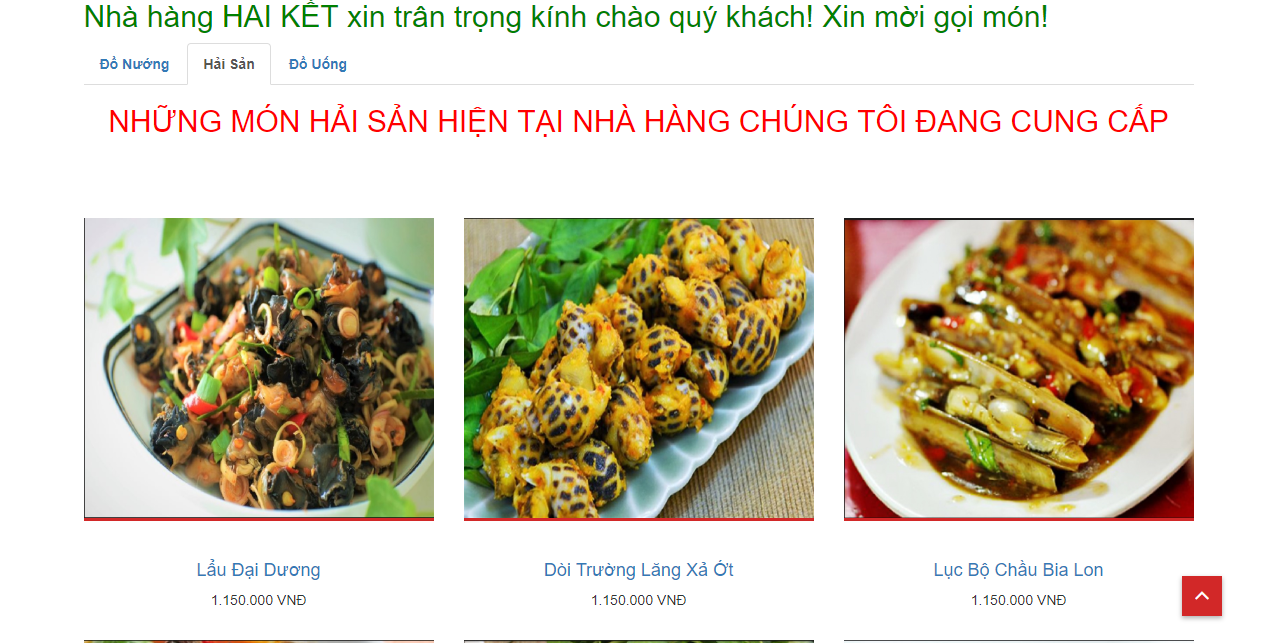 Nhà hàng HAI KẾT xin trân trọng kính chào quý khách! Xin mời gọi món!
Đồ Nướng Hải Sản Đồ Uống
NHỮNG MÓN HẢI SẢN HIỆN TẠI NHÀ HÀNG CHÚNG TÔI ĐANG CUNG CẤP
Lẩu Đại Dương
1.150.000 VNĐ
Dòi Trường Lăng Xả Ớt
1.150.000 VNĐ
Lục Bộ Chầu Bia Lon
1.150.000 VNĐ